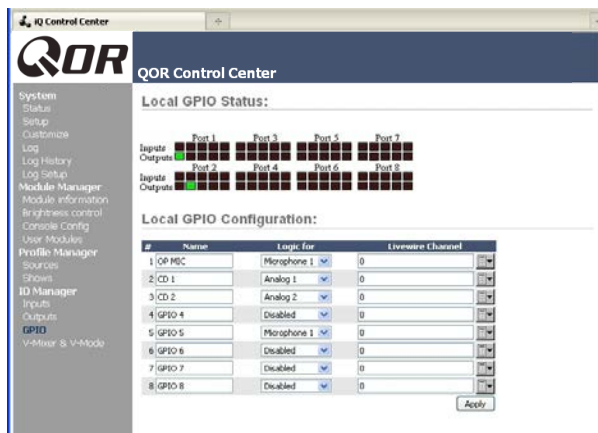 iQ Control Center
QOR
QOR Control Center
System
Status
Setup
Customize
Log
Log History
Log Setup
Module Manager
Module information
Brightness control
Console Config
User Modules
Profile Manager
Sources
Shows
IO Manager
Inputs
Outputs
GPIO
V-Mixer & V-Mode
Local GPIO Status:
Port 1 Port 3 Port 5 Port 7
Inputs
Outputs
Port 2 Port 4 Port 6 Port 8
Inputs
Outputs
Local GPIO Configuration:
# Name Logic for Livewire Channel
1 OP MIC Microphone 1 0
2 CD 1 Analog 1 0
3 CD 2 Analog 2 0
4 GPIO 4 Disabled 0
5 GPIO 5 Microphone 1 0
6 GPIO 6 Disabled 0
7 GPIO 7 Disabled 0
8 GPIO 8 Disabled 0
Apply